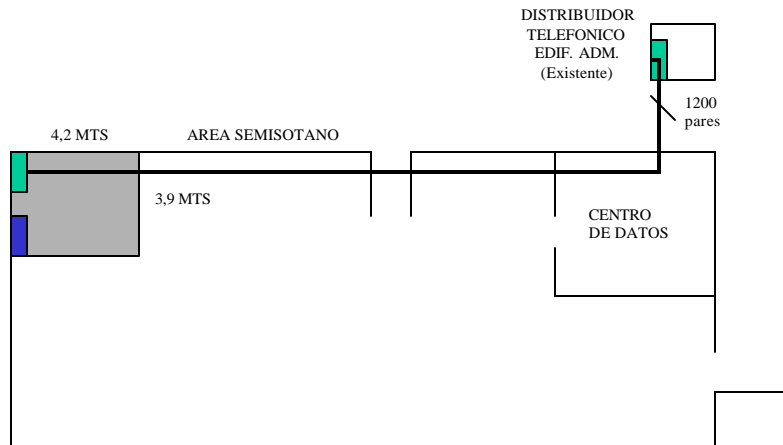 DISTRIBUIDOR
TELEFONICO
EDIF. ADM.
(Existente)
1200
pares
4,2 MTS
AREA SEMISOTANO
3,9 MTS
CENTRO
DE DATOS